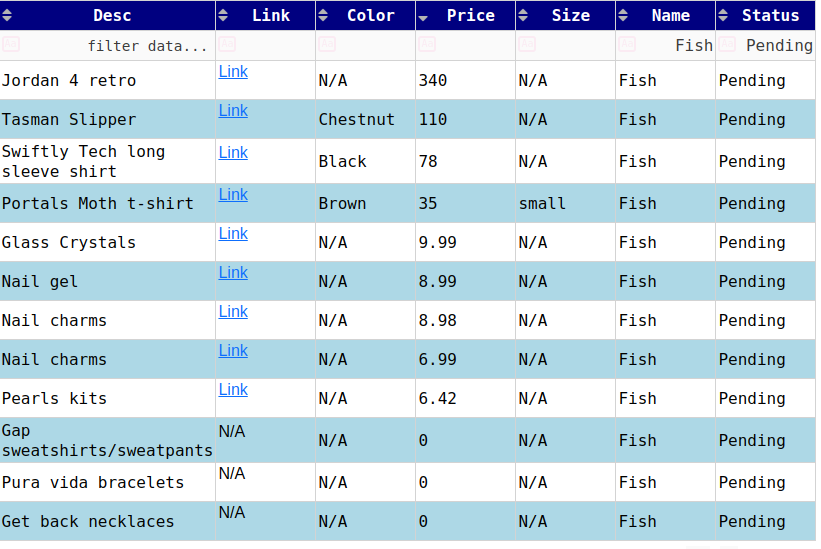 Desc Link Color Price Size Name Status
filter data... Fish Pending
Jordan 4 retro Link N/A 340 N/A Fish Pending
Tasman Slipper Link Chestnut 110 N/A Fish Pending
Swiftly Tech long
sleeve shirt Link Black 78 N/A Fish Pending
Portals Moth t-shirt Link Brown 35 small Fish Pending
Glass Crystals Link N/A 9.99 N/A Fish Pending
Nail gel Link N/A 8.99 N/A Fish Pending
Nail charms Link N/A 8.98 N/A Fish Pending
Nail charms Link N/A 6.99 N/A Fish Pending
Pearls kits Link N/A 6.42 N/A Fish Pending
Gap
sweatshirts/sweatpants N/A N/A 0 N/A Fish Pending
Pura vida bracelets N/A N/A 0 N/A Fish Pending
Get back necklaces N/A N/A 0 N/A Fish Pending